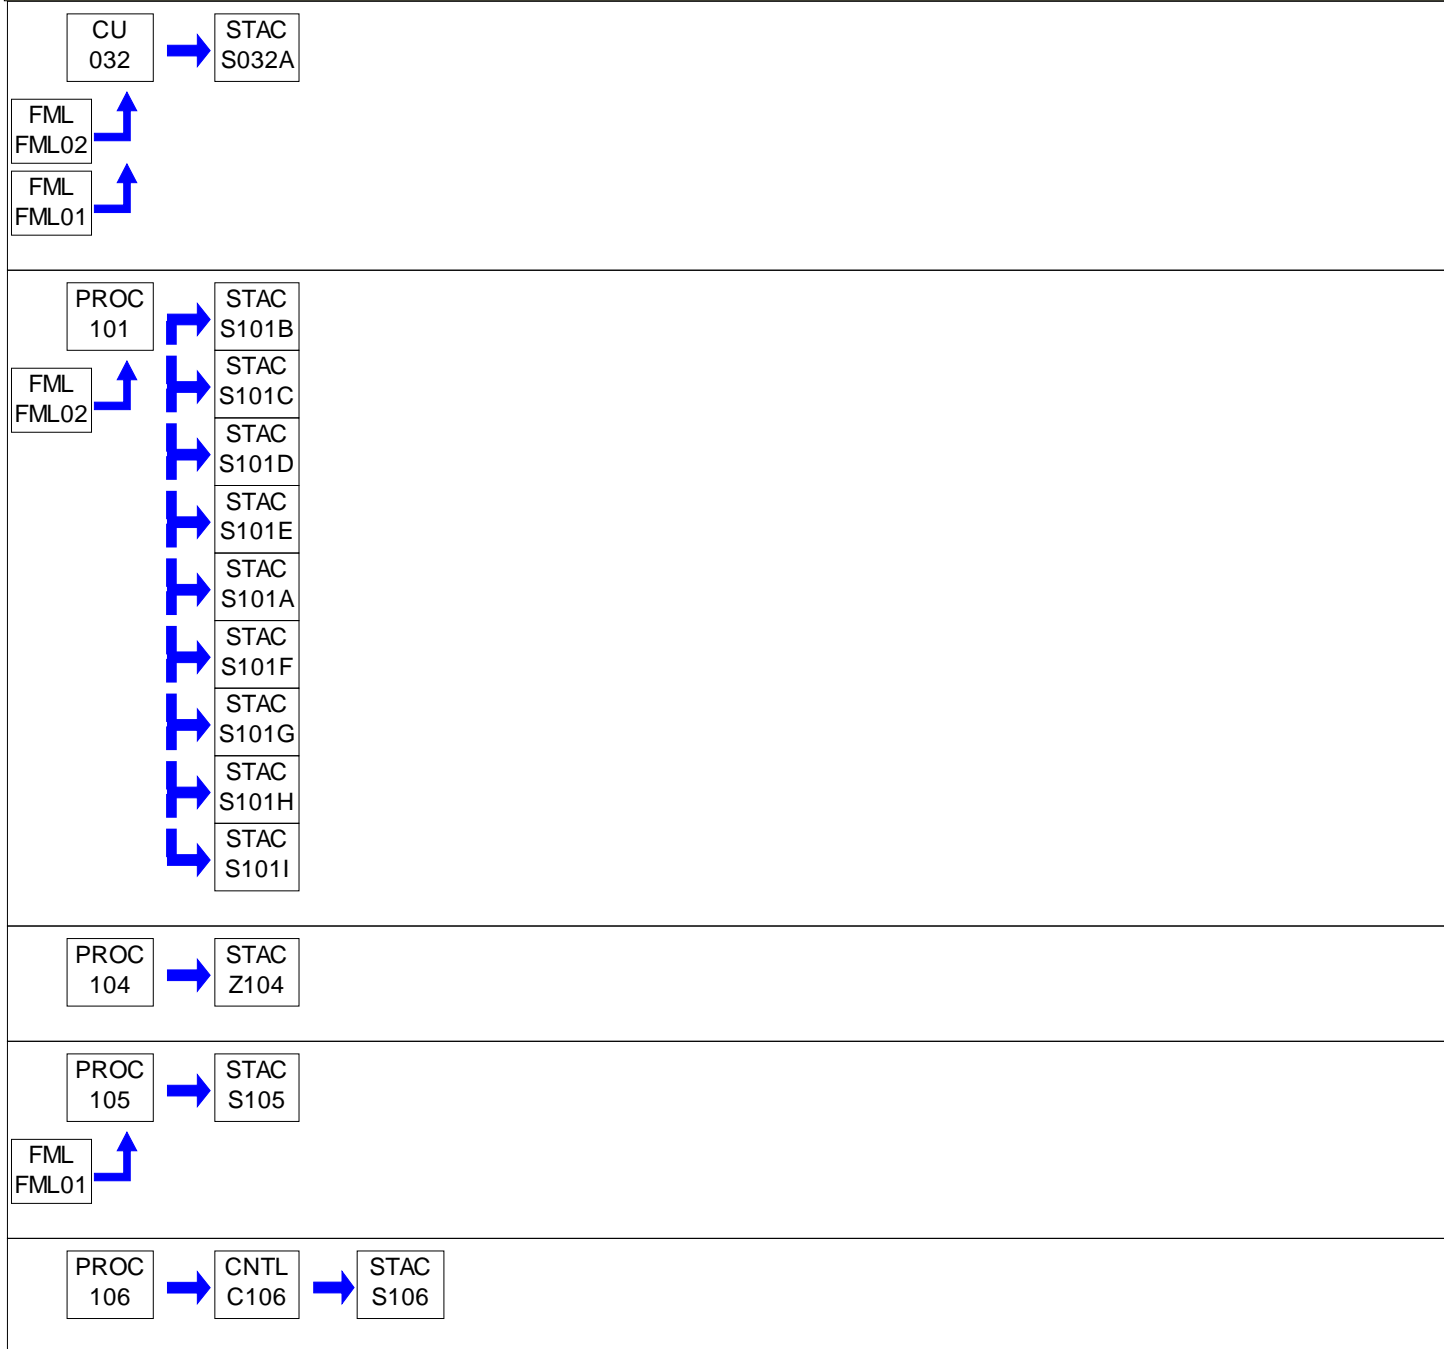 CU
032
STAC
S032A
FML
FML02
FML
FML01
PROC
101
STAC
S101B
STAC
S101C
FML
FML02
STAC
S101D
STAC
S101E
STAC
S101A
STAC
S101F
STAC
S101G
STAC
S101H
STAC
S101I
PROC
104
STAC
Z104
PROC
105
STAC
S105
FML
FML01
PROC
106
CNTL
C106
STAC
S106